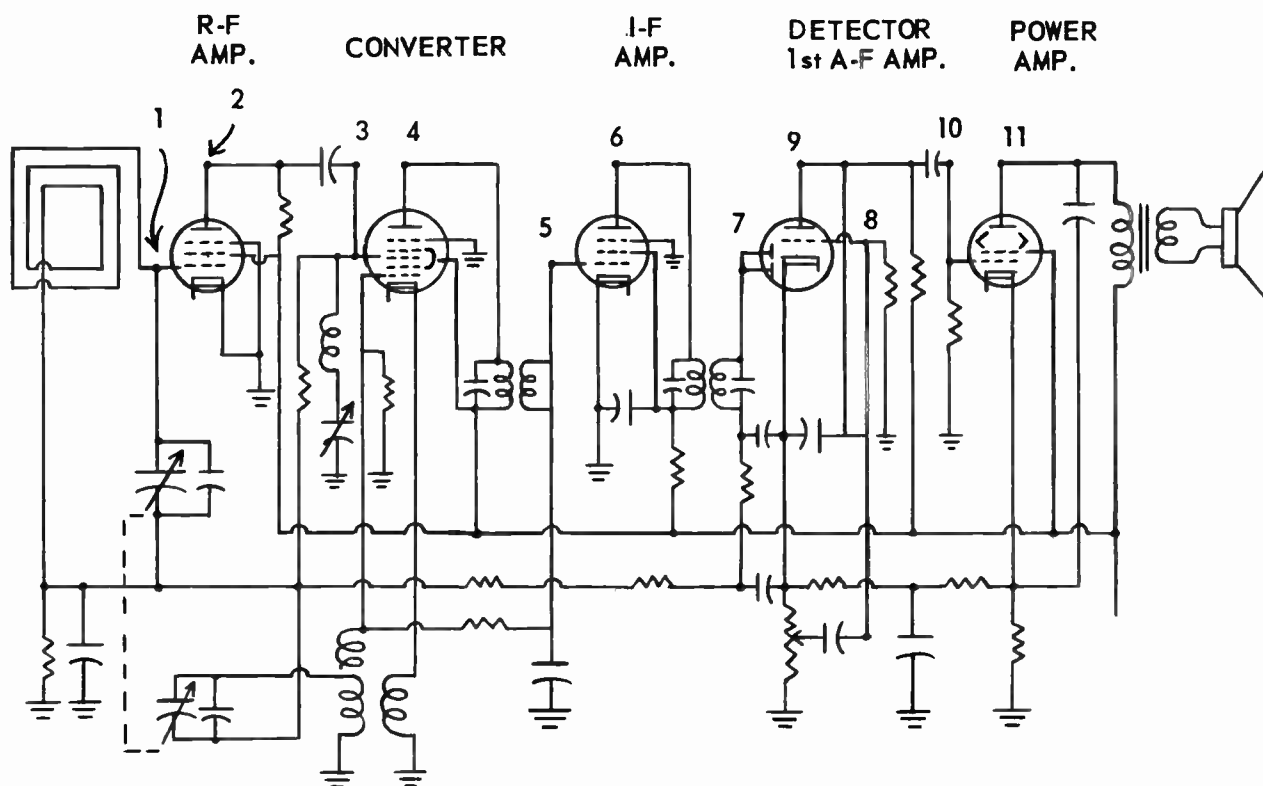 R-F
AMP.
CONVERTER
I-F
AMP.
DETECTOR
1st A-F AMP.
POWER
AMP.
1
2
3
4
5
6
7
8
9
10
11